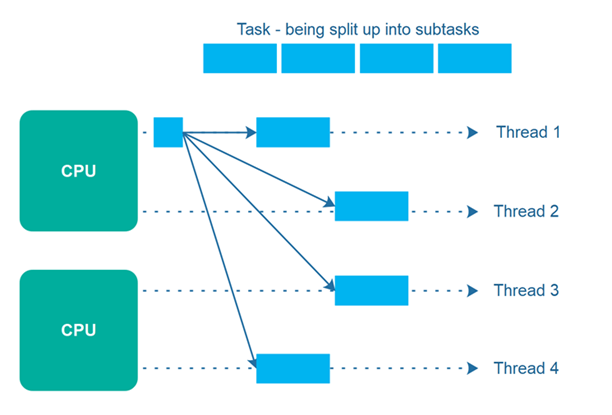 Task - being split up into subtasks
CPU
Thread 1
Thread 2
CPU
Thread 3
Thread 4